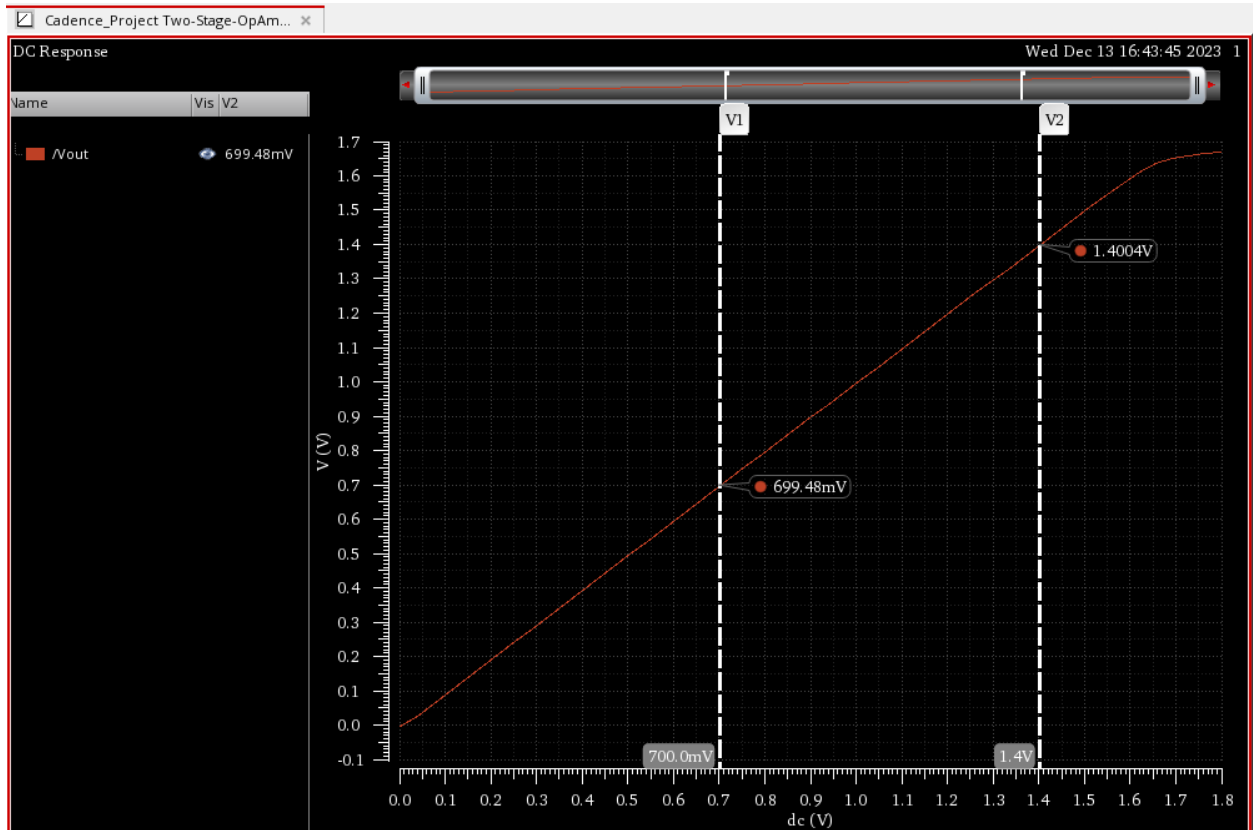 Cadence_Project Two-Stage-OpAm... ×
DC Response
Wed Dec 13 16:43:45 2023 1
Name Vis V2
/Vout 699.48mV
V1
V2
1.7
1.6
1.5
1.4
1.3
1.2
1.1
1.0
0.9
0.8
0.7
0.6
0.5
0.4
0.3
0.2
0.1
0.0
-0.1
V (V)
1.4004V
699.48mV
700.0mV
1.4V
0.0 0.1 0.2 0.3 0.4 0.5 0.6 0.7 0.8 0.9 1.0 1.1 1.2 1.3 1.4 1.5 1.6 1.7 1.8
dc (V)